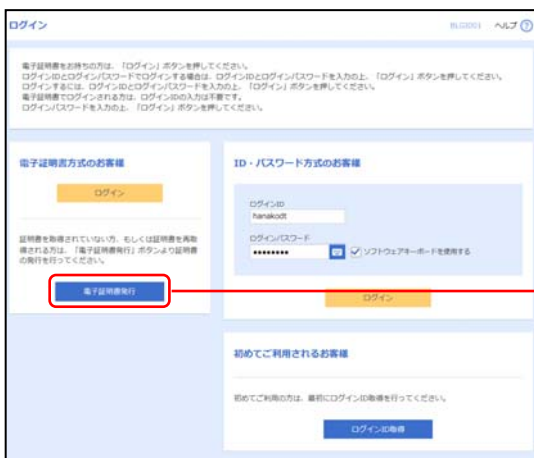 ログイン
BLGI001 ヘルプ ?
電子証明書をお持ちの方は、「ログイン」ボタンを押してください。
ログインIDとログインパスワードでログインする場合は、ログインIDとログインパスワードを入力の上、「ログイン」ボタンを押してください。
ログインするには、ログインIDとログインパスワードを入力の上、「ログイン」ボタンを押してください。
電子証明書でログインされる方は、ログインIDの入力は不要です。
ログインパスワードを入力の上、「ログイン」ボタンを押してください。
電子証明書方式のお客様
ログイン
証明書を取得されていない方、もしくは証明書を再取
得される方は、「電子証明書発行」ボタンより証明書
の発行を行ってください。
電子証明書発行
ID・パスワード方式のお客様
ログインID
hanakodt
ログインパスワード
●●●●●●●● ソフトウェアキーボードを使用する
ログイン
初めてご利用されるお客様
初めてご利用の方は、最初にログインID取得を行ってください。
ログインID取得